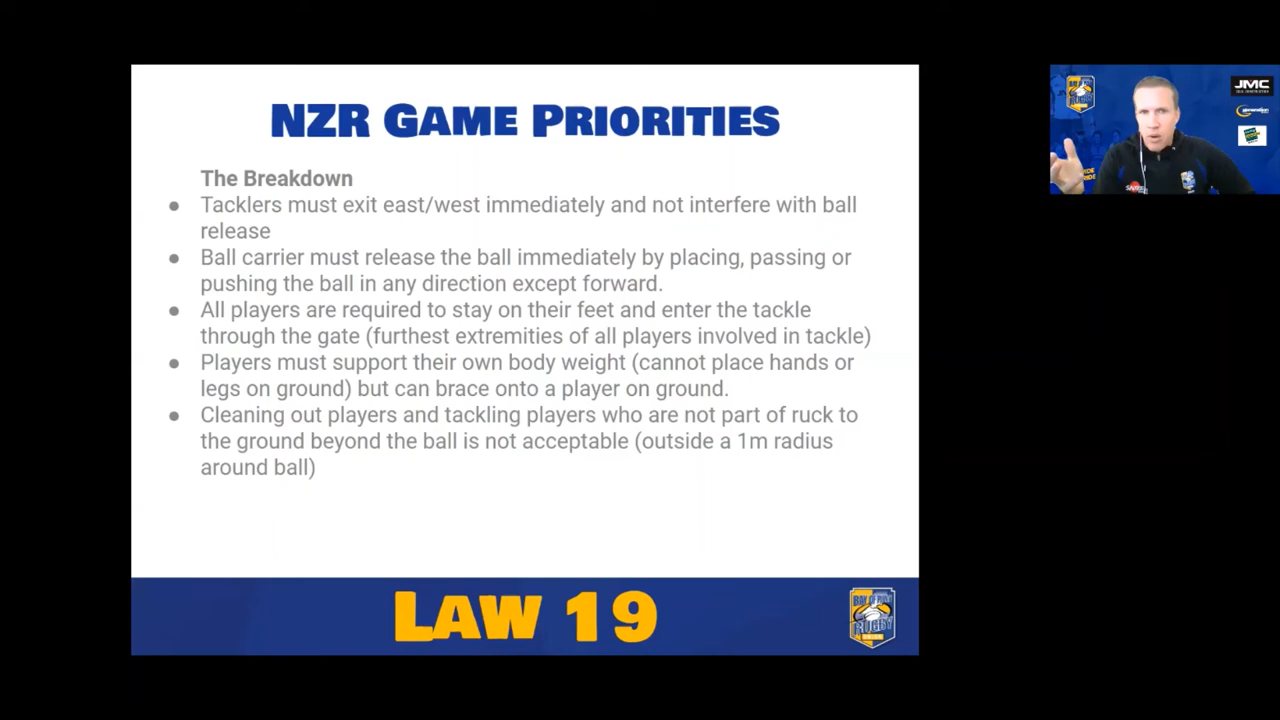 NZR GAME PRIORITIES
The Breakdown
● Tacklers must exit east/west immediately and not interfere with ball
release
● Ball carrier must release the ball immediately by placing, passing or
pushing the ball in any direction except forward.
● All players are required to stay on their feet and enter the tackle
through the gate (furthest extremities of all players involved in tackle)
● Players must support their own body weight (cannot place hands or
legs on ground) but can brace onto a player on ground.
● Cleaning out players and tackling players who are not part of ruck to
the ground beyond the ball is not acceptable (outside a 1m radius
around ball)
LAW 19
RUGBY
JMC